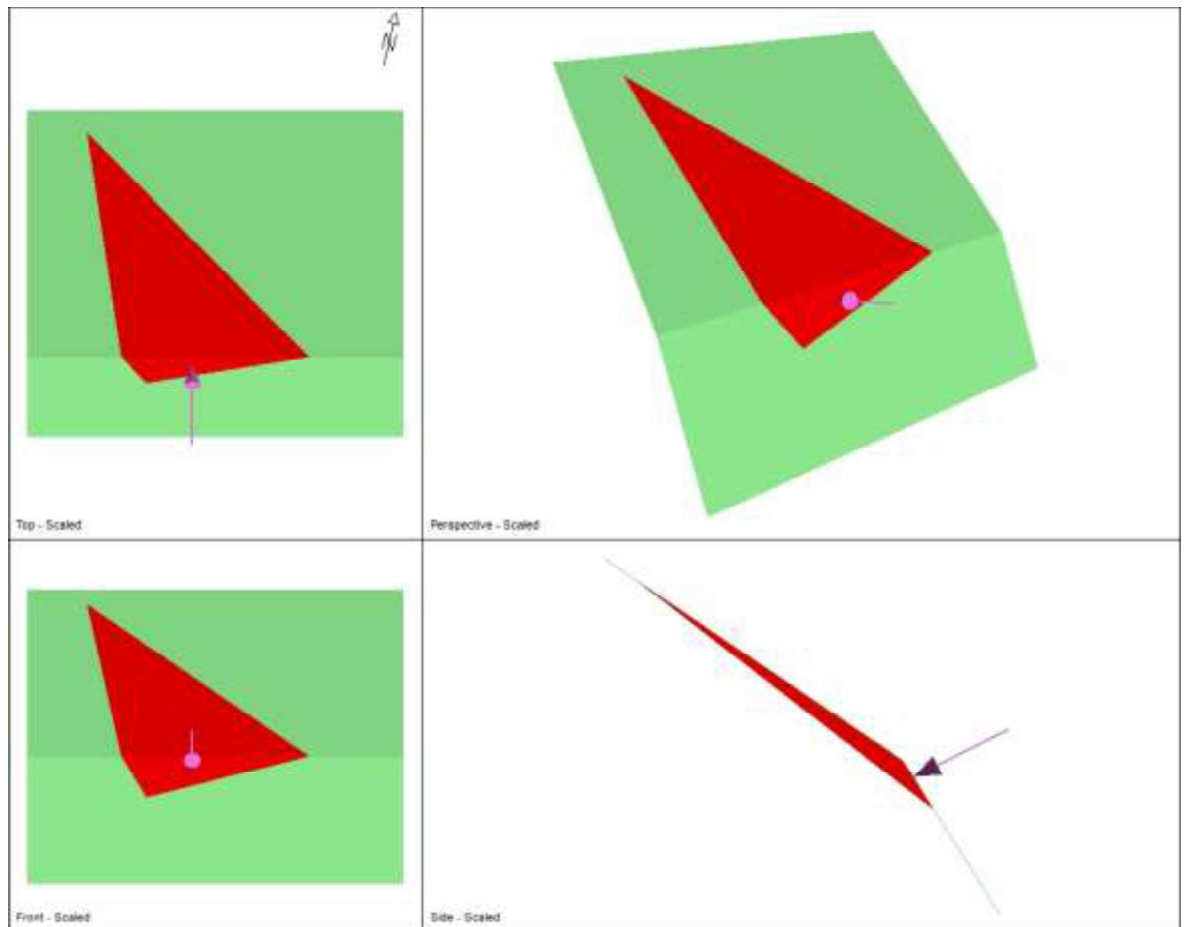 N
Top - Scaled
Perspective - Scaled
Front - Scaled
Side - Scaled